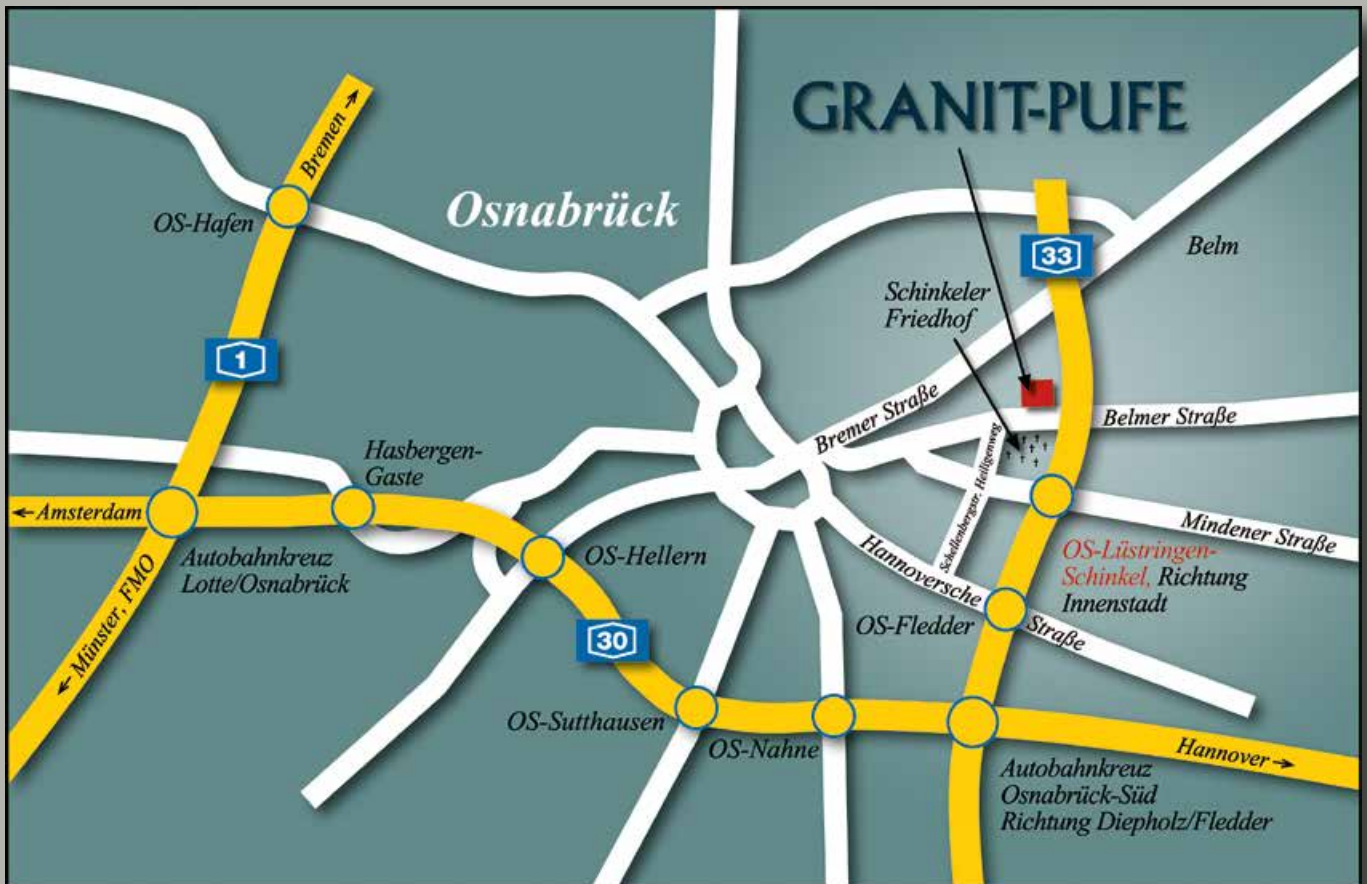 GRANIT-PUFE
Bremen
Osnabrück
OS-Hafen
33
Belm
Schinkeler
Friedhof
1
Bremer Straße
Belmer Straße
Hasbergen-
Gaste
Schellenbergstr. Heiligenweg
Amsterdam
Mindener Straße
Autobahnkreuz
Lotte/Osnabrück
OS-Hellern
Hannoversche Straße
OS-Lüstringen-
Schinkel, Richtung
Innenstadt
Münster, FMO
30
OS-Fledder
OS-Sutthausen
OS-Nahne
Hannover
Autobahnkreuz
Osnabrück-Süd
Richtung Diepholz/Fledder